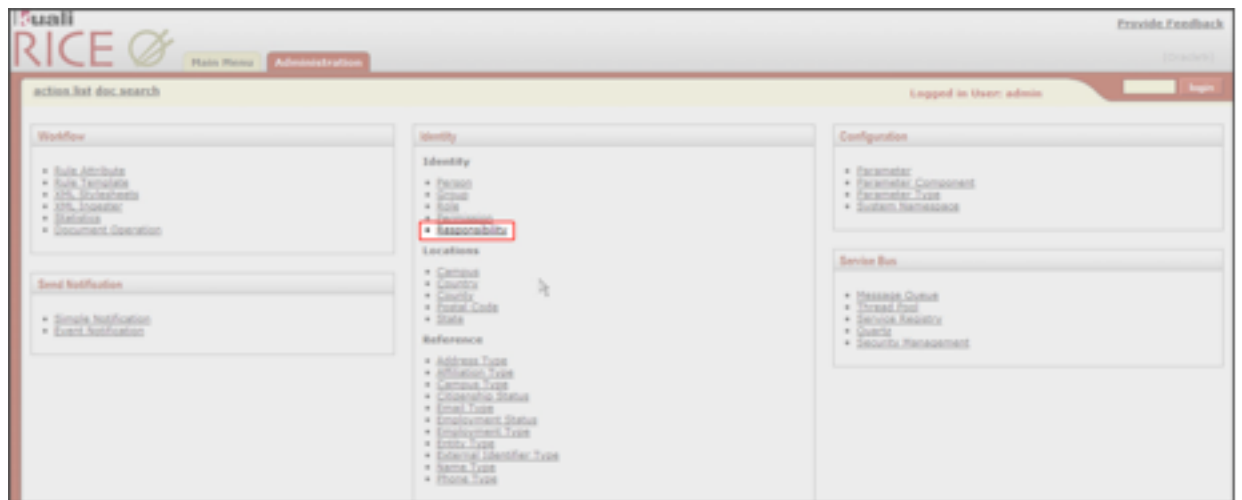 kuali
RICE
Provide Feedback
Main Menu
Administration
action list doc search
Logged in User: admin
login
Workflow
Rule Attribute
Rule Template
XML Stylesheets
XML Ingester
Statistics
Document Operation
Send Notification
Simple Notification
Event Notification
Identity
Identity
Person
Group
Role
Permission
Responsibility
Locations
Campus
Country
County
Postal Code
State
Reference
Address Type
Affiliation Type
Campus Type
Citizenship Status
Email Type
Employment Status
Employment Type
Entity Type
External Identifier Type
Name Type
Phone Type
Configuration
Parameter
Parameter Component
Parameter Type
System Namespace
Service Bus
Message Queue
Thread Pool
Service Registry
Quartz
Security Management